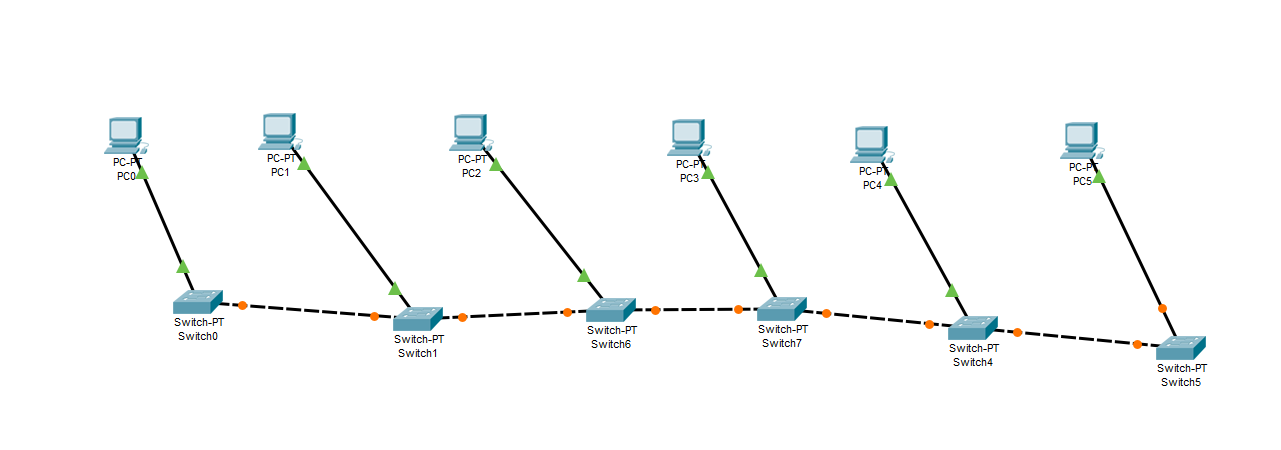 PC-PT
PC0
PC-PT
PC1
PC-PT
PC2
PC-PT
PC3
PC-PT
PC4
PC-PT
PC5
Switch-PT
Switch0
Switch-PT
Switch1
Switch-PT
Switch6
Switch-PT
Switch7
Switch-PT
Switch4
Switch-PT
Switch5